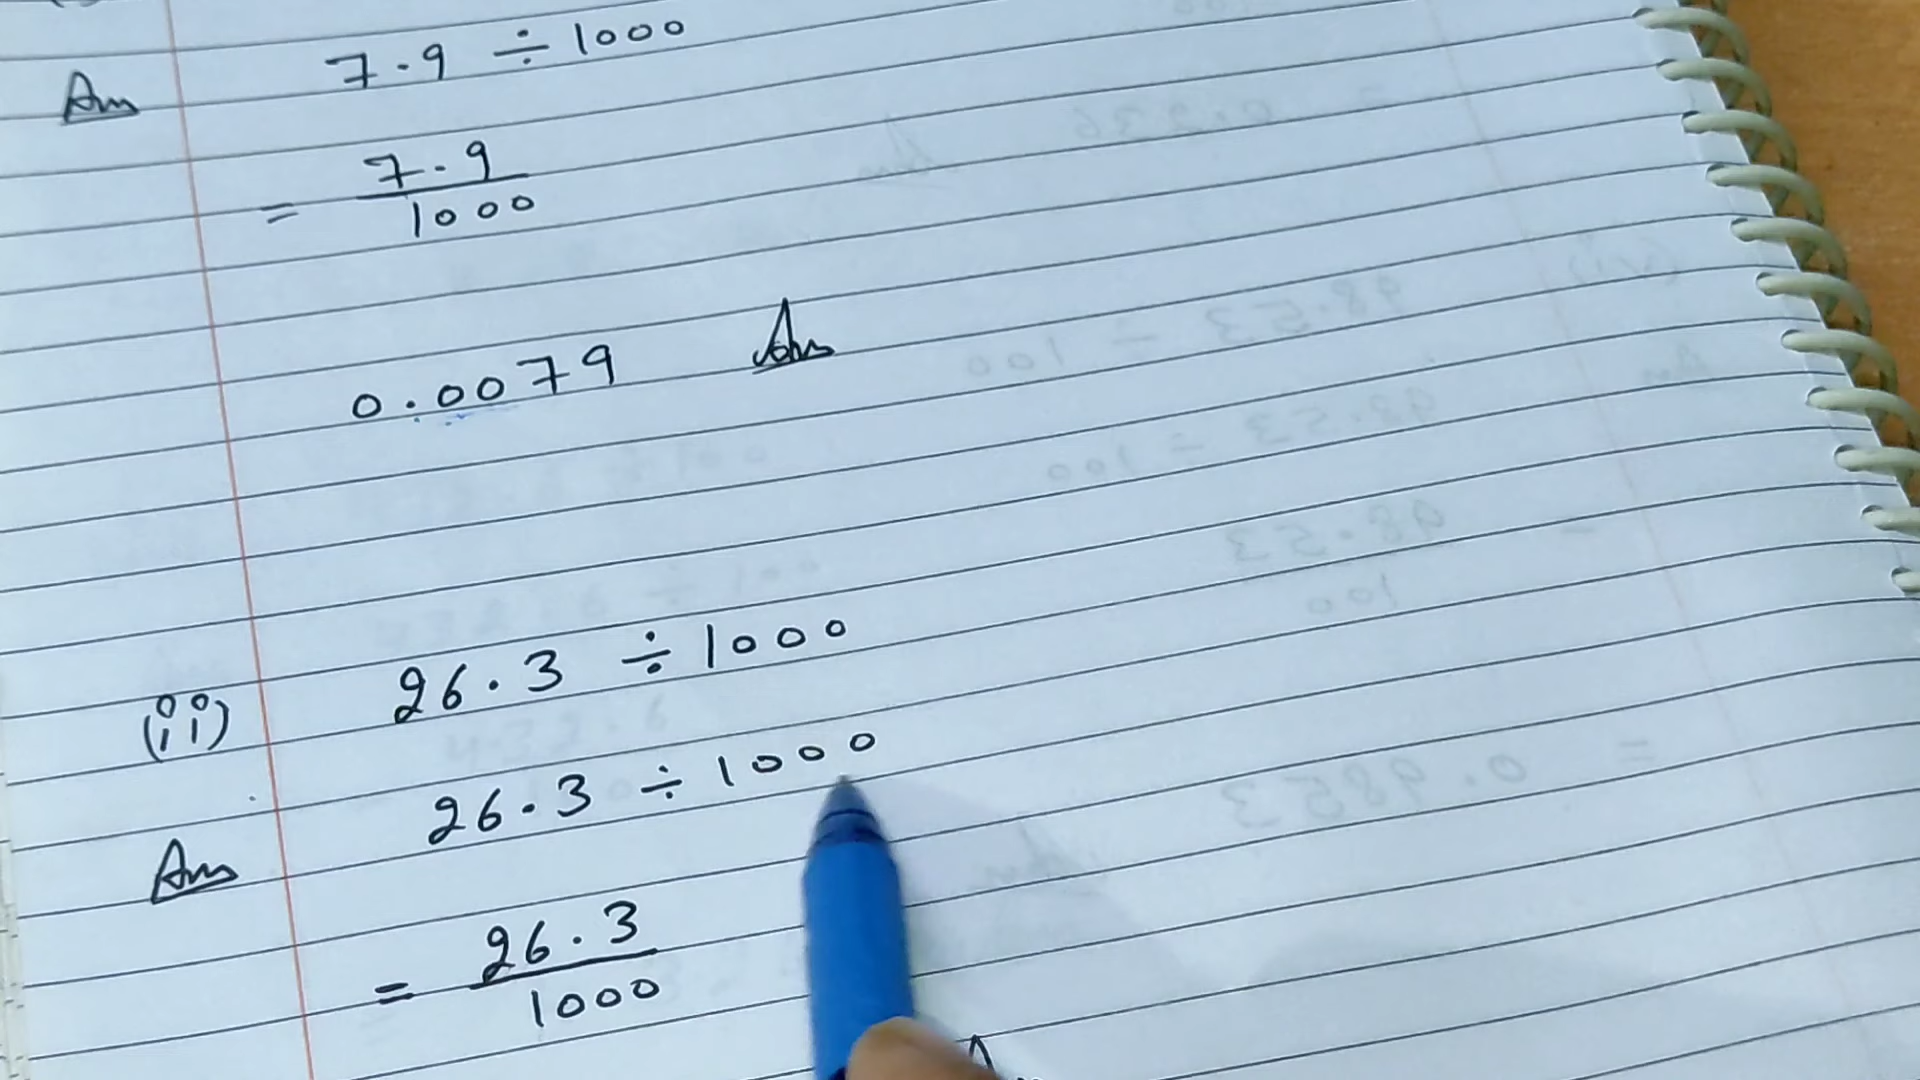 7.9 ÷ 1000
Ans
= 7.9
1000
0.0079 Ans
(ii) 26.3 ÷ 1000
Ans 26.3 ÷ 1000
= 26.3
1000